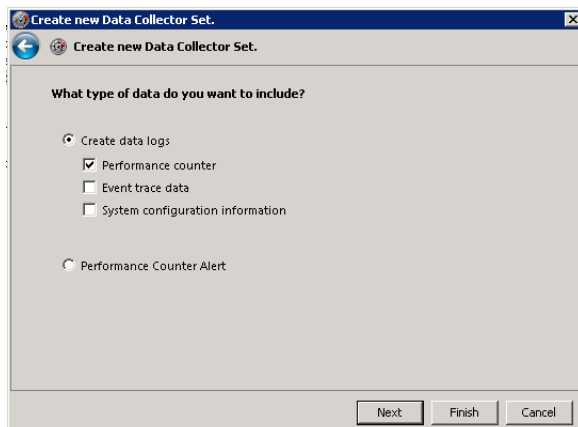 Create new Data Collector Set.
Create new Data Collector Set.
What type of data do you want to include?
Create data logs
Performance counter
Event trace data
System configuration information
Performance Counter Alert
Next Finish Cancel